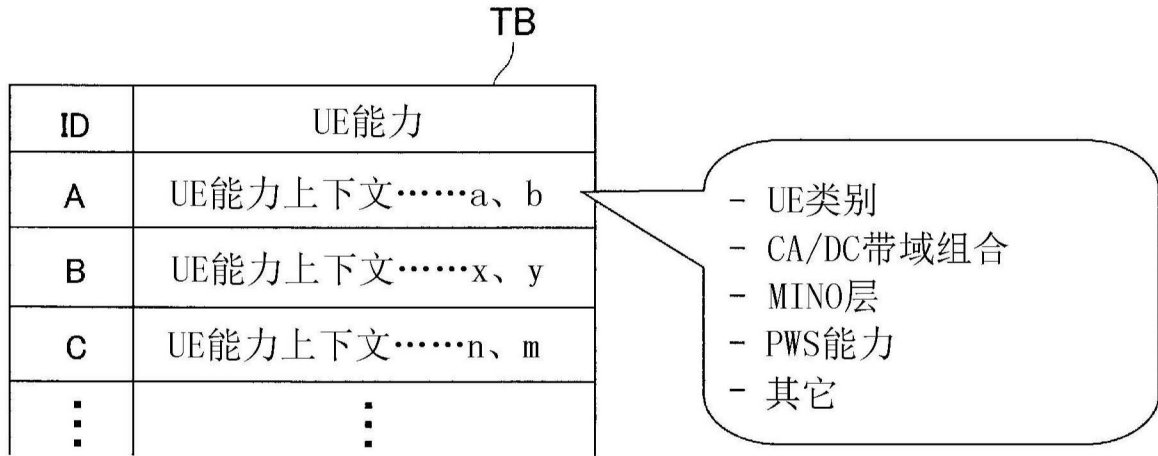 TB
ID UE能力
A UE能力上下文……a、b
B UE能力上下文……x、y
C UE能力上下文……n、m
⋮ ⋮
- UE类别
- CA/DC带域组合
- MINO层
- PWS能力
- 其它